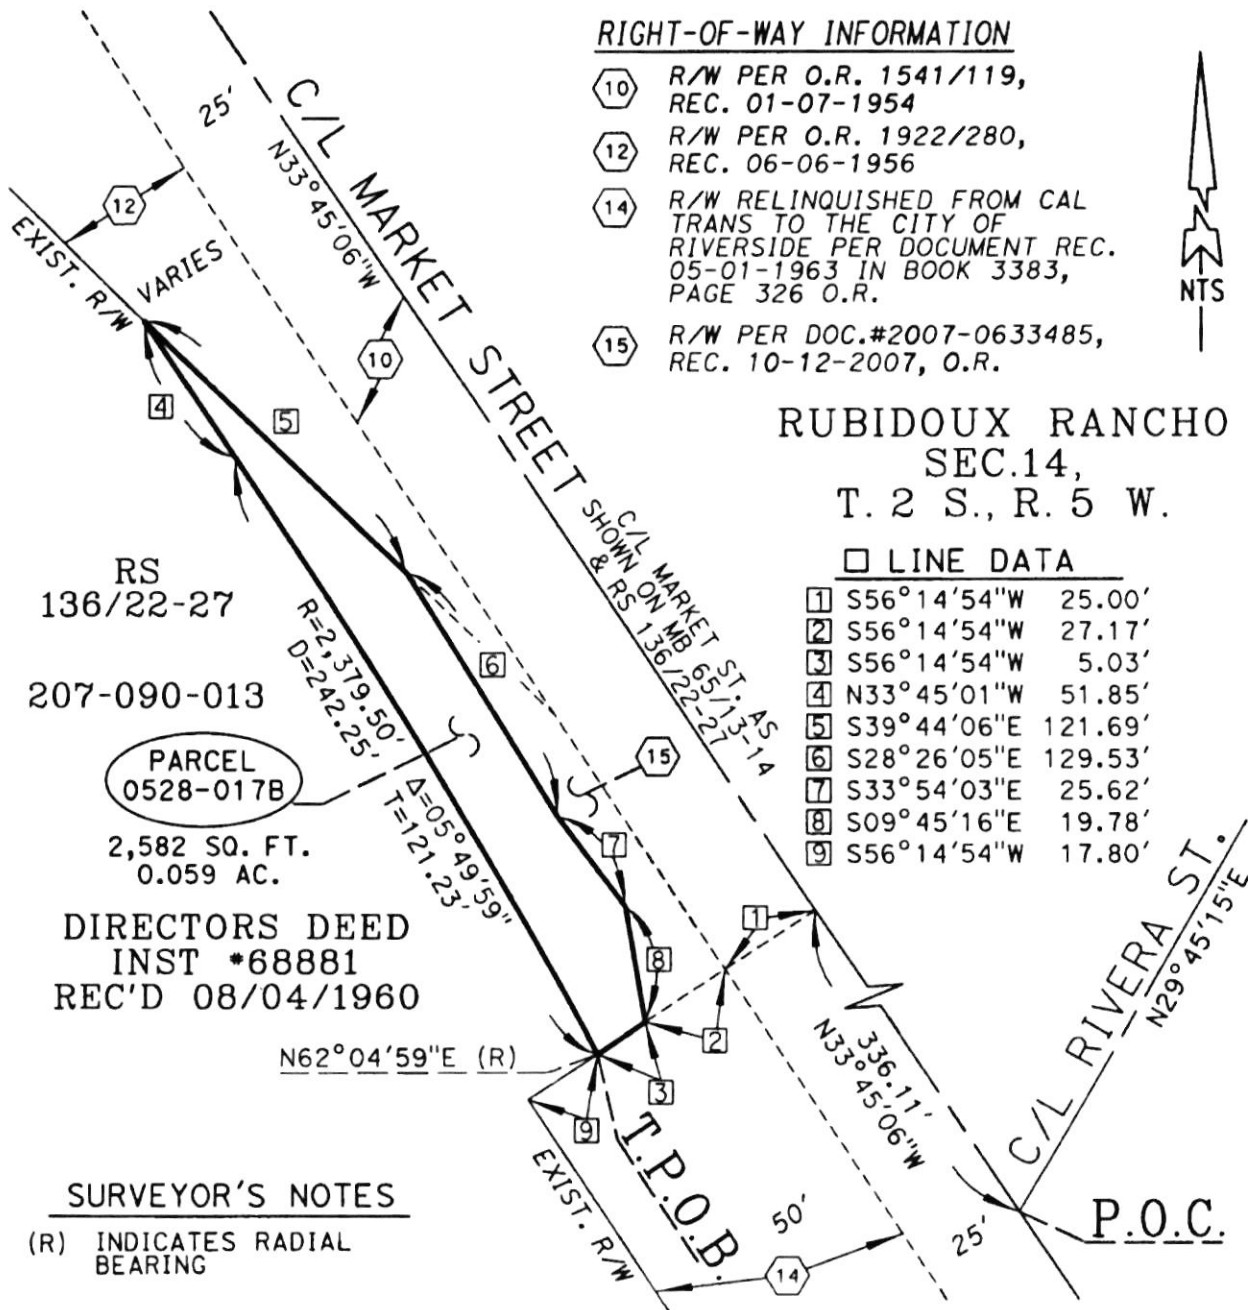 RIGHT-OF-WAY INFORMATION
10 R/W PER O.R. 1541/119,
REC. 01-07-1954
12 R/W PER O.R. 1922/280,
REC. 06-06-1956
14 R/W RELINQUISHED FROM CAL
TRANS TO THE CITY OF
RIVERSIDE PER DOCUMENT REC.
05-01-1963 IN BOOK 3383,
PAGE 326 O.R.
15 R/W PER DOC.#2007-0633485,
REC. 10-12-2007, O.R.
NTS
25'
C/L MARKET STREET
N33°45'06"W
12
EXIST. R/W
VARIES
10
4
5
RUBIDOUX RANCHO
SEC.14,
T. 2 S., R. 5 W.
C/L MARKET ST. AS
SHOWN ON MB 65/13-14
& RS 136/22-27
□ LINE DATA
1 S56°14'54"W 25.00'
2 S56°14'54"W 27.17'
3 S56°14'54"W 5.03'
4 N33°45'01"W 51.85'
5 S39°44'06"E 121.69'
6 S28°26'05"E 129.53'
7 S33°54'03"E 25.62'
8 S09°45'16"E 19.78'
9 S56°14'54"W 17.80'
RS
136/22-27
207-090-013
R=2,379.50'
D=242.25'
Δ=05°49'59"
T=121.23'
6
15
PARCEL
0528-017B
2,582 SQ. FT.
0.059 AC.
7
DIRECTORS DEED
INST *68881
REC'D 08/04/1960
1
8
2
N62°04'59"E (R)
3
9
336.11'
N33°45'06"W
C/L RIVERA ST.
N29°45'15"E
T.P.O.B.
EXIST. R/W
50'
25'
14
P.O.C.
SURVEYOR'S NOTES
(R) INDICATES RADIAL
BEARING